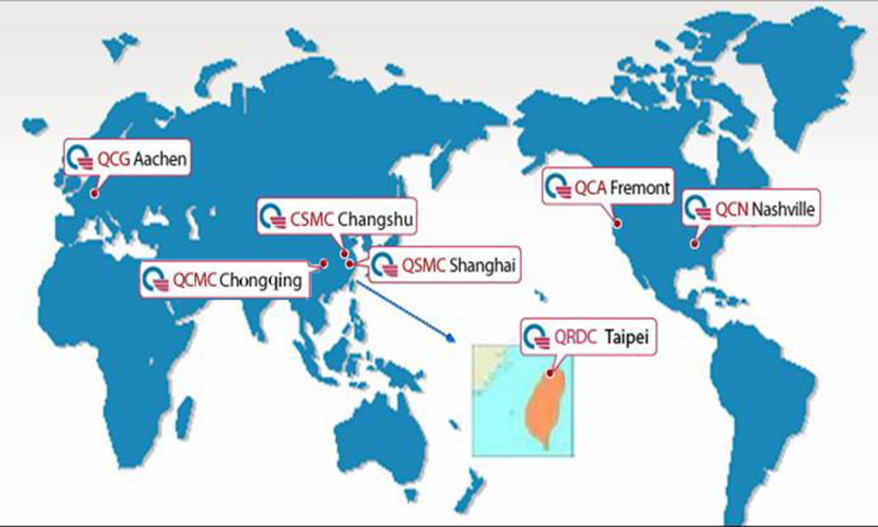 QCG Aachen
QCA Fremont
CSMC Changshu
QCN Nashville
QCMC Chongqing
QSMC Shanghai
QRDC Taipei